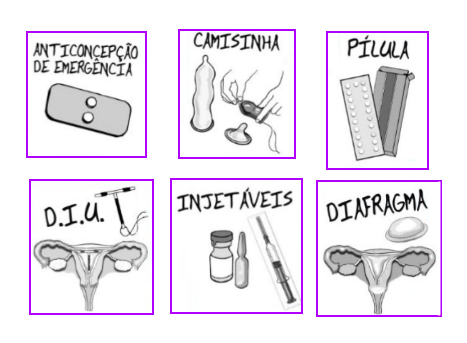 ANTICONCEPÇÃO
DE EMERGÊNCIA
CAMISINHA
PÍLULA
D.I.U.
INJETÁVEIS
DIAFRAGMA